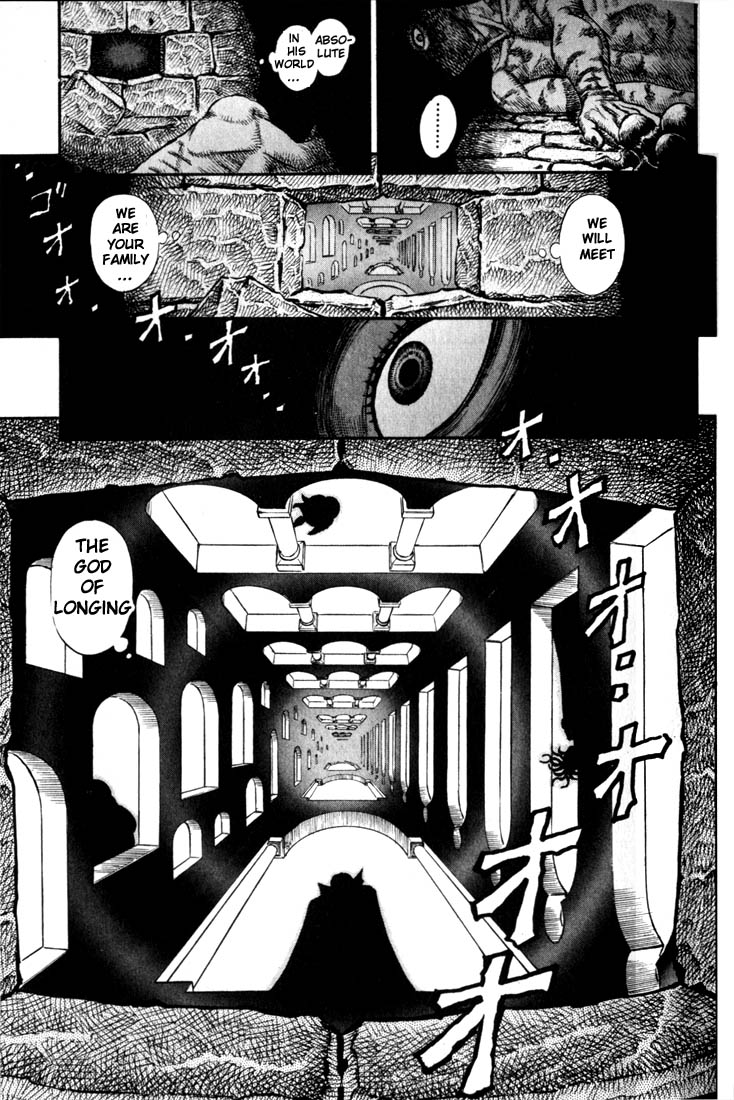 ………
ABSO-
LUTE
IN
HIS
WORLD
...
WE
WILL
MEET
WE
ARE
YOUR
FAMILY
...
ゴオオオ・オ・オオ・
オ・オ・オ・・オオオ
THE
GOD
OF
LONGING